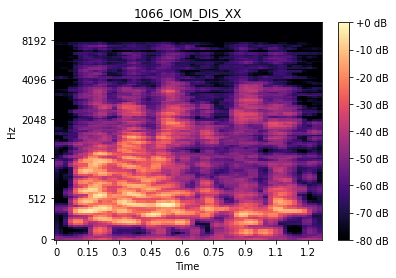 1066_IOM_DIS_XX
8192
4096
2048
1024
512
0
Hz
0 0.15 0.3 0.45 0.6 0.75 0.9 1.1 1.2
Time
+0 dB
-10 dB
-20 dB
-30 dB
-40 dB
-50 dB
-60 dB
-70 dB
-80 dB